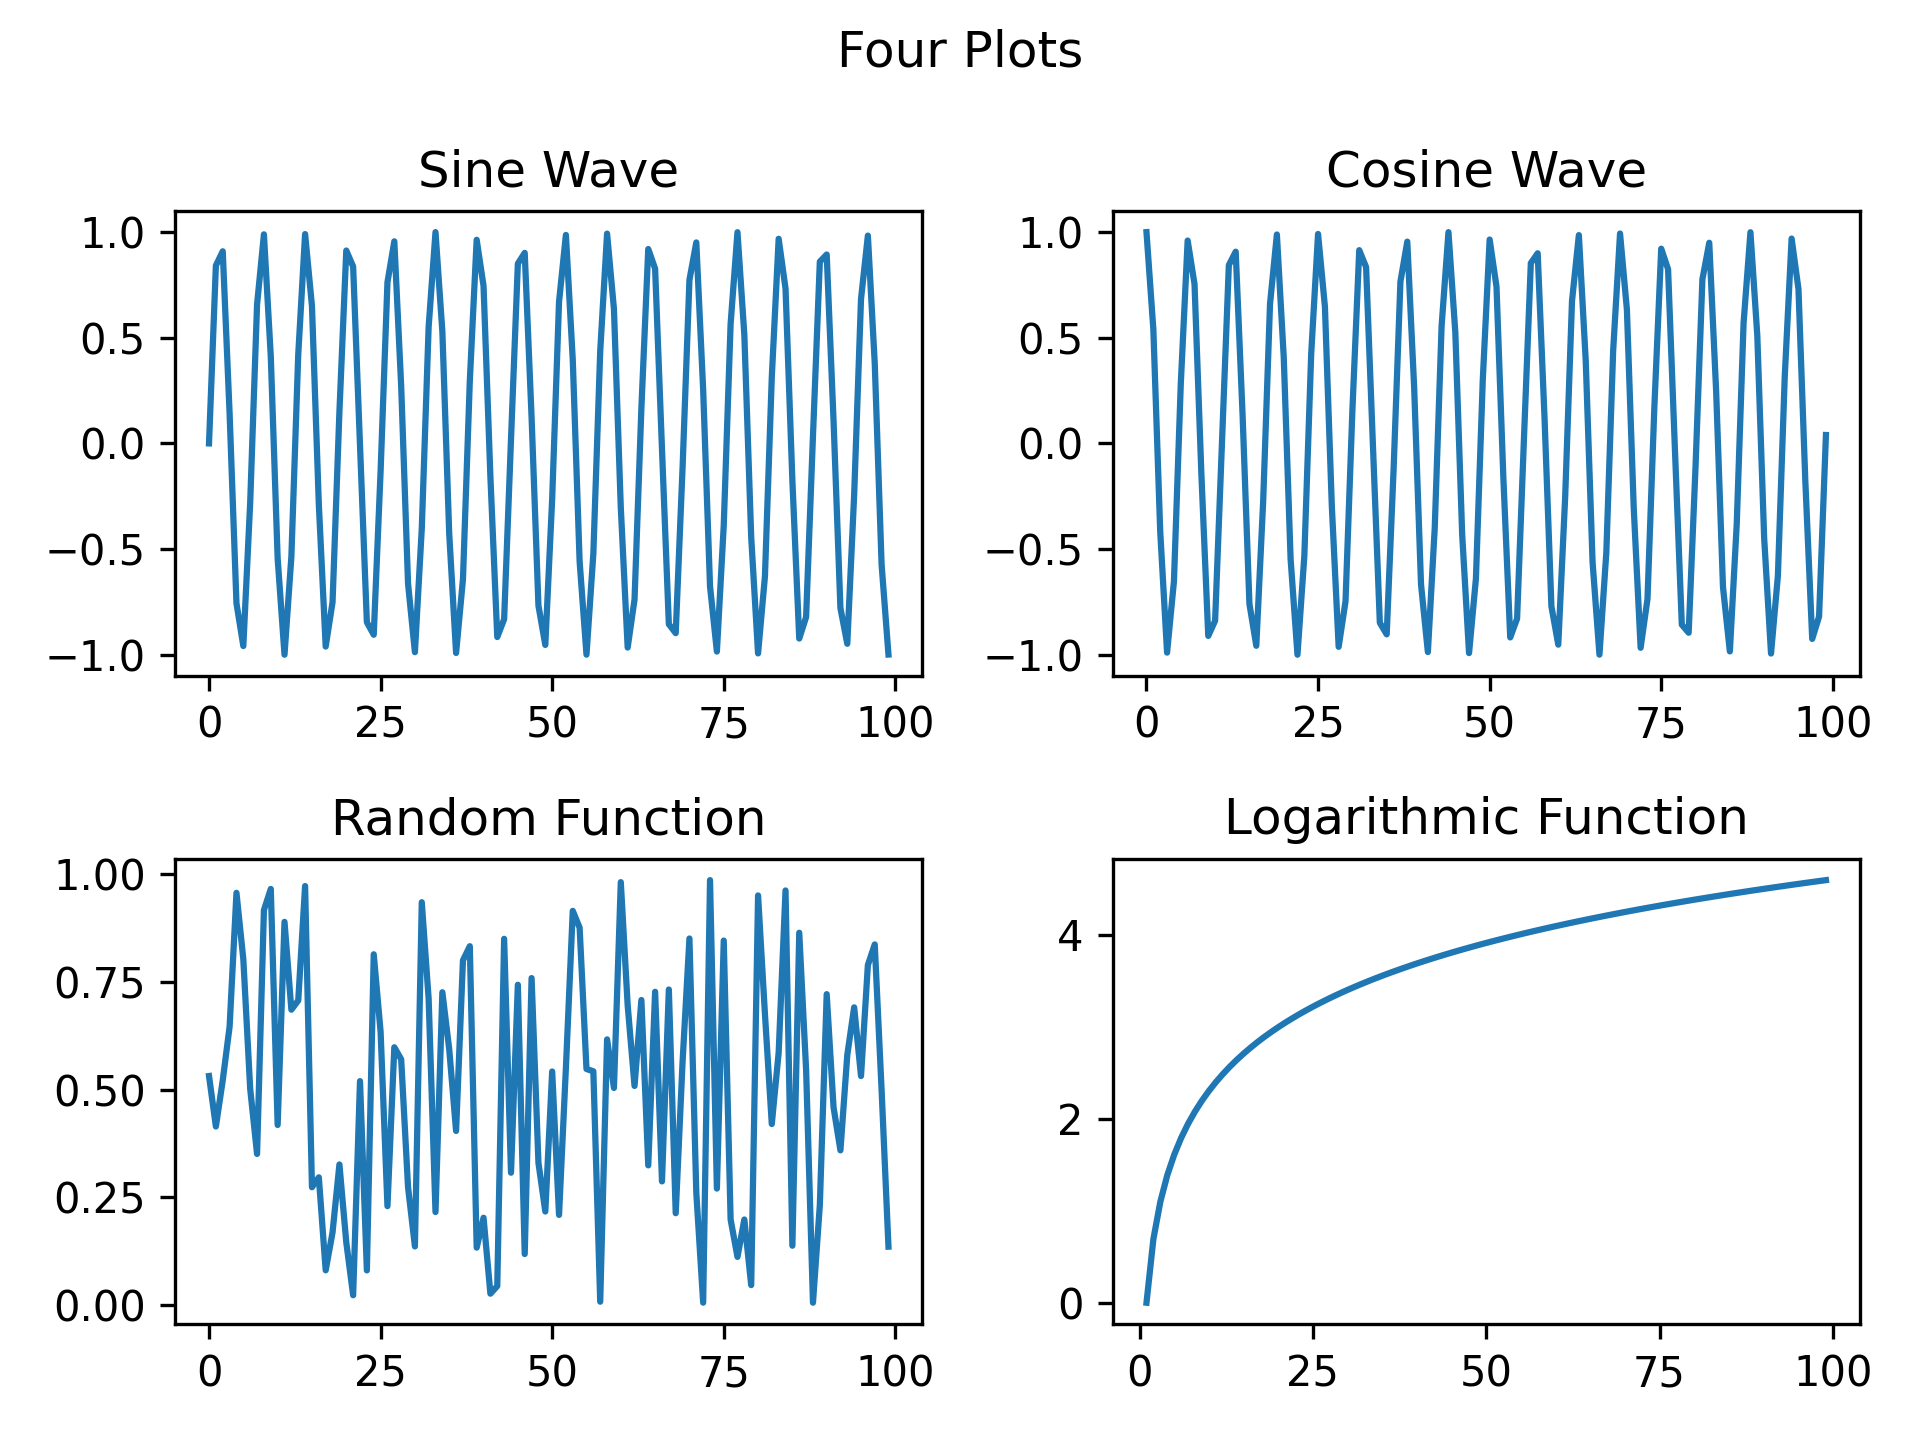 Four Plots
Sine Wave
1.0
0.5
0.0
−0.5
−1.0
0 25 50 75 100
Cosine Wave
1.0
0.5
0.0
−0.5
−1.0
0 25 50 75 100
Random Function
1.00
0.75
0.50
0.25
0.00
0 25 50 75 100
Logarithmic Function
4
2
0
0 25 50 75 100